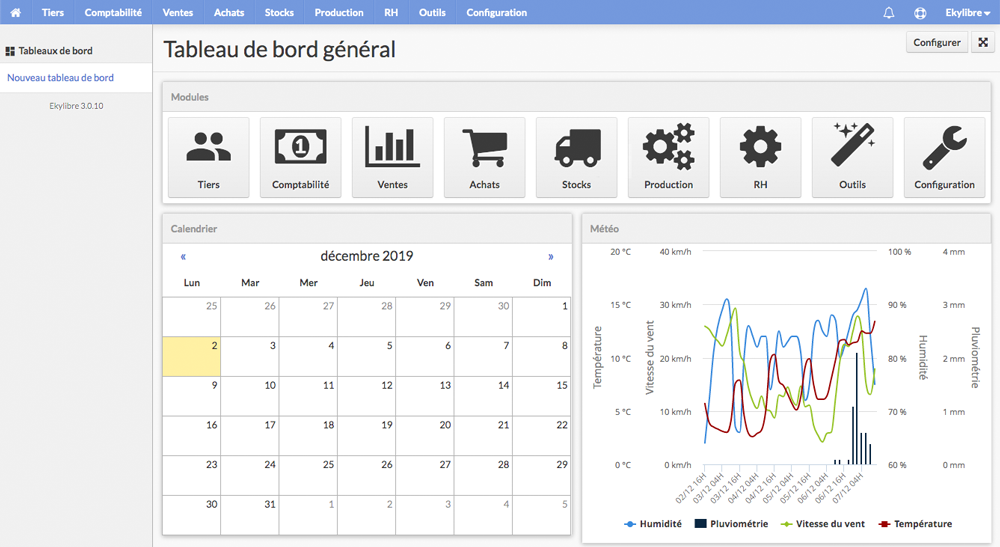 Tiers Comptabilité Ventes Achats Stocks Production RH Outils Configuration Ekylibre
Tableaux de bord
Nouveau tableau de bord
Ekylibre 3.0.10
Tableau de bord général
Configurer
Modules
Tiers Comptabilité Ventes Achats Stocks Production RH Outils Configuration
Calendrier
« décembre 2019 »
Lun Mar Mer Jeu Ven Sam Dim
25 26 27 28 29 30 1
2 3 4 5 6 7 8
9 10 11 12 13 14 15
16 17 18 19 20 21 22
23 24 25 26 27 28 29
30 31 1 2 3 4 5
Météo
20 °C 40 km/h 100 % 4 mm
15 °C 30 km/h 90 % 3 mm
10 °C 20 km/h 80 % 2 mm
5 °C 10 km/h 70 % 1 mm
0 °C 0 km/h 60 % 0 mm
Température
Vitesse du vent
Humidité
Pluviométrie
02/12 16H
03/12 04H
03/12 16H
04/12 04H
04/12 16H
05/12 04H
05/12 16H
06/12 04H
06/12 16H
07/12 04H
Humidité Pluviométrie Vitesse du vent Température